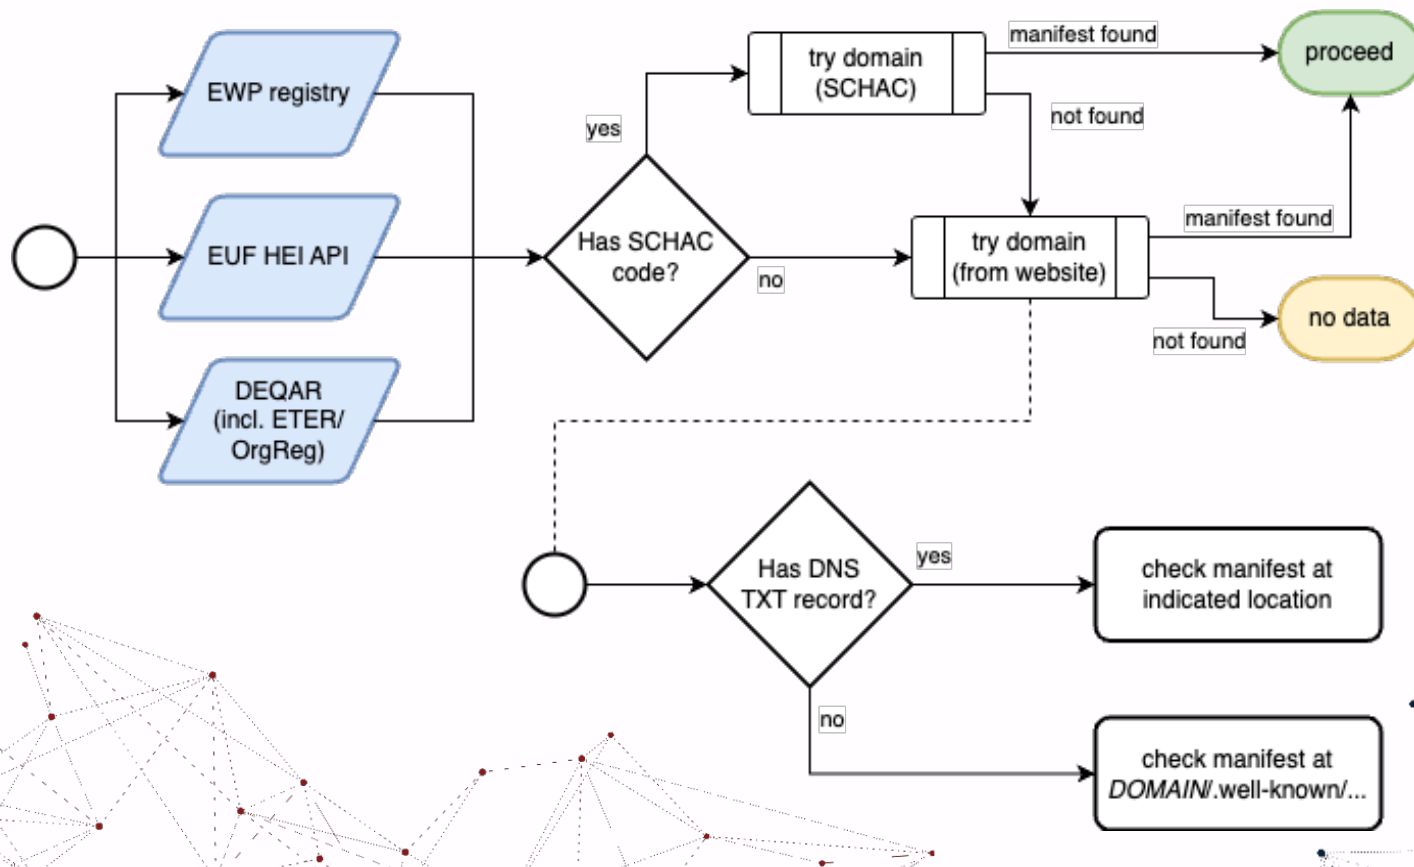 EWP registry
EUF HEI API
DEQAR
(incl. ETER/
OrgReg)
Has SCHAC
code?
yes
no
try domain
(SCHAC)
manifest found
not found
proceed
try domain
(from website)
manifest found
not found
no data
Has DNS
TXT record?
yes
no
check manifest at
indicated location
check manifest at
DOMAIN/.well-known/...